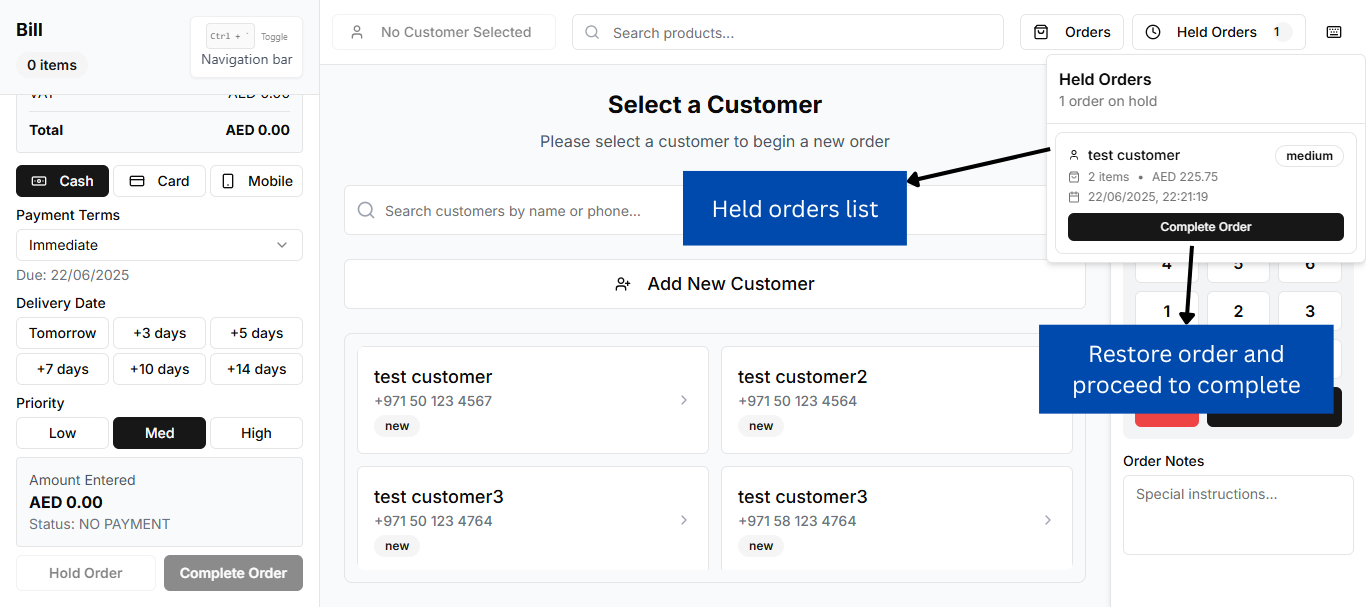 Bill
0 items
Ctrl + ` Toggle
Navigation bar
VAT AED 0.00
Total AED 0.00
Cash Card Mobile
Payment Terms
Immediate
Due: 22/06/2025
Delivery Date
Tomorrow +3 days +5 days
+7 days +10 days +14 days
Priority
Low Med High
Amount Entered
AED 0.00
Status: NO PAYMENT
Hold Order Complete Order
No Customer Selected
Search products...
Orders
Held Orders 1
Select a Customer
Please select a customer to begin a new order
Search customers by name or phone...
Add New Customer
test customer
+971 50 123 4567
new
test customer2
+971 50 123 4564
new
test customer3
+971 50 123 4764
new
test customer3
+971 58 123 4764
new
Held orders list
Held Orders
1 order on hold
test customer medium
2 items • AED 225.75
22/06/2025, 22:21:19
Complete Order
4 5 6
1 2 3
Restore order and
proceed to complete
Order Notes
Special instructions...